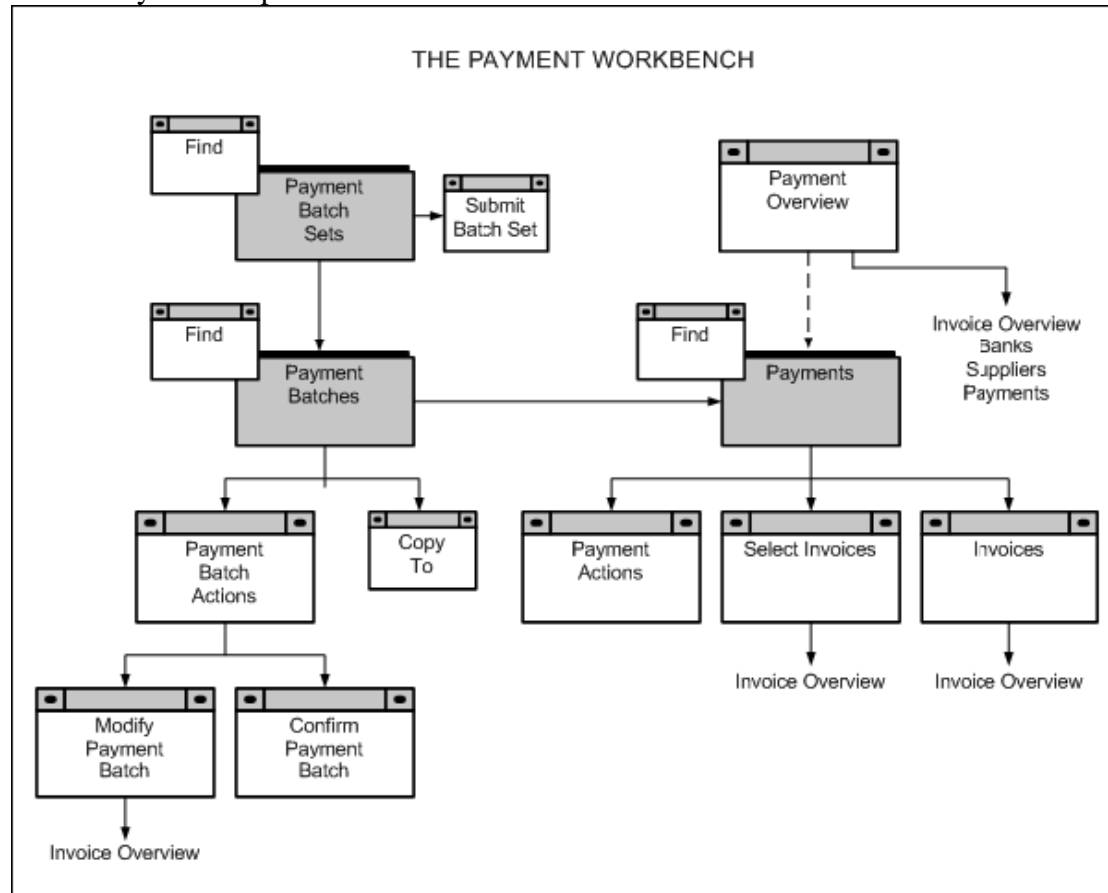 THE PAYMENT WORKBENCH
Find
Payment
Batch
Sets
Submit
Batch Set
Payment
Overview
Find
Payment
Batches
Find
Payments
Invoice Overview
Banks
Suppliers
Payments
Payment
Batch
Actions
Copy
To
Payment
Actions
Select Invoices
Invoices
Invoice Overview
Invoice Overview
Modify
Payment
Batch
Confirm
Payment
Batch
Invoice Overview